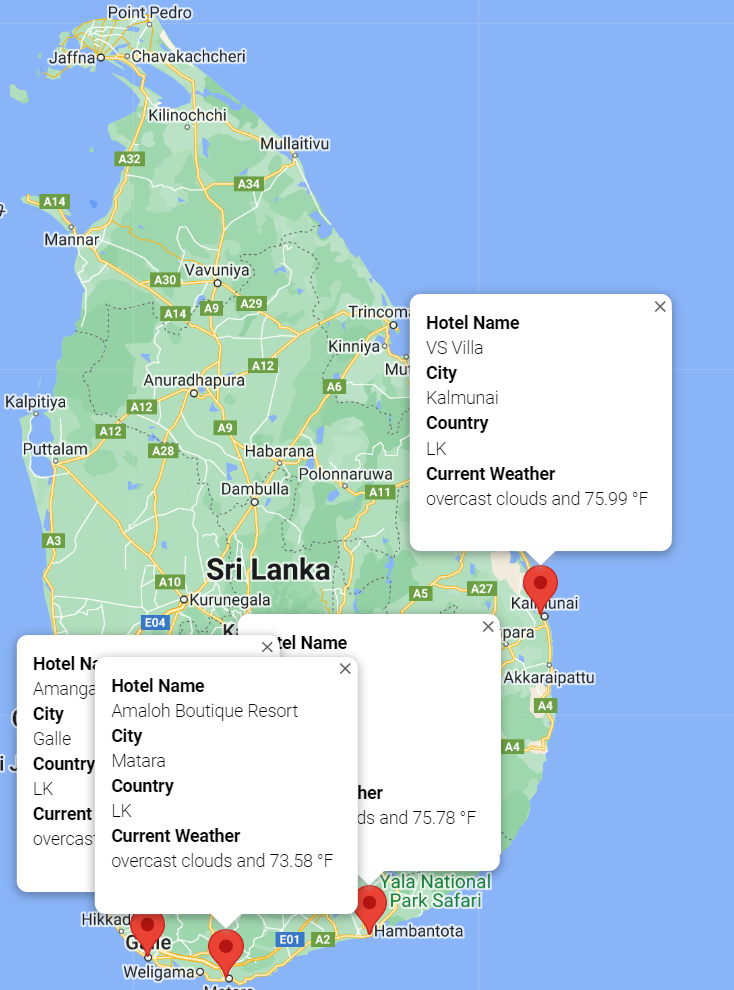 Point Pedro
Jaffna
Chavakachcheri
Kilinochchi
Mullaitivu
A32
A34
A14
Mannar
Vavuniya
A30
A29
A14
A9
Trincoma
Kinniya
Mut
A12
Anuradhapura
A6
Kalpitiya
A12
A12
A9
Puttalam
A28
Habarana
Polonnaruwa
Dambulla
A11
A3
Sri Lanka
A10
A5
A27
Kurunegala
E04
Kalmunai
Ka
para
Akkaraipattu
A4
A4
Hotel Name
VS Villa
City
Kalmunai
Country
LK
Current Weather
overcast clouds and 75.99 °F
tel Name
her
ds and 75.78 °F
Hotel Na
Amanga
City
Galle
Country
LK
Current
overcast
Hotel Name
Amaloh Boutique Resort
City
Matara
Country
LK
Current Weather
overcast clouds and 73.58 °F
Yala National
Park Safari
Hikkad
Galle
E01
A2
Hambantota
Weligama
Matara